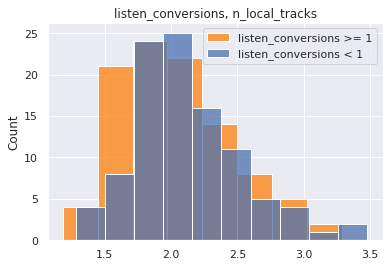 listen_conversions, n_local_tracks
listen_conversions >= 1
listen_conversions < 1
Count
25
20
15
10
5
0
1.5 2.0 2.5 3.0 3.5